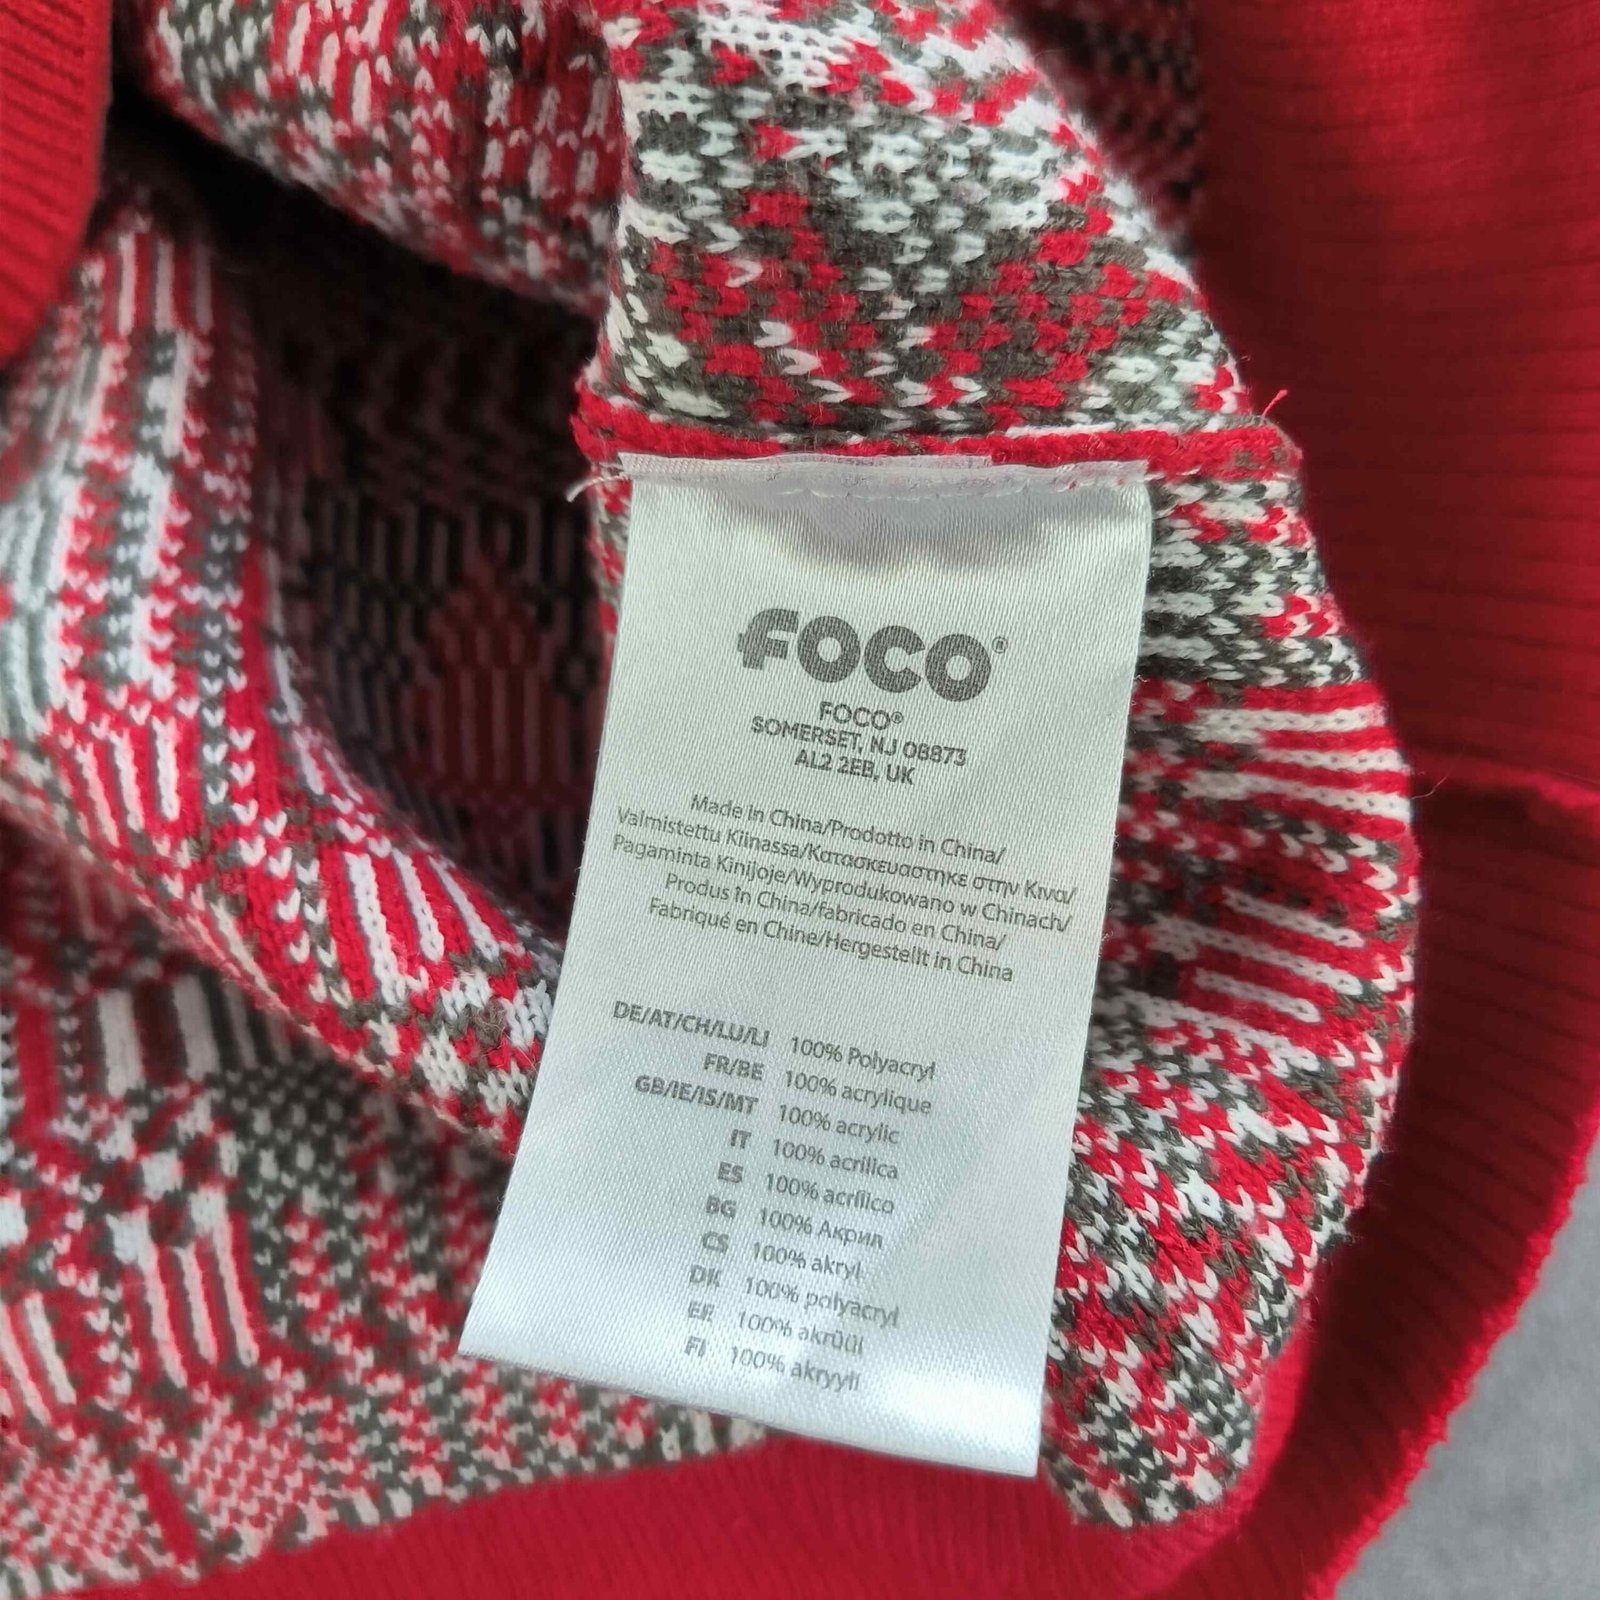 FOCO®
FOCO®
SOMERSET, NJ 08873
AL2 2EB, UK
Made in China/Prodotto in China/
Valmistettu Kiinassa/Κατασκευαστηκε στην Κινα/
Pagaminta Kinijoje/Wyprodukowano w Chinach/
Produs în China/fabricado en China/
Fabriqué en Chine/Hergestellt in China
DE/AT/CH/LU/LI 100% Polyacryl
FR/BE 100% acrylique
GB/IE/IS/MT 100% acrylic
IT 100% acrilica
ES 100% acrílico
BG 100% Акрил
CS 100% akryl
DK 100% polyacryl
EE 100% akrüül
FI 100% akryyli